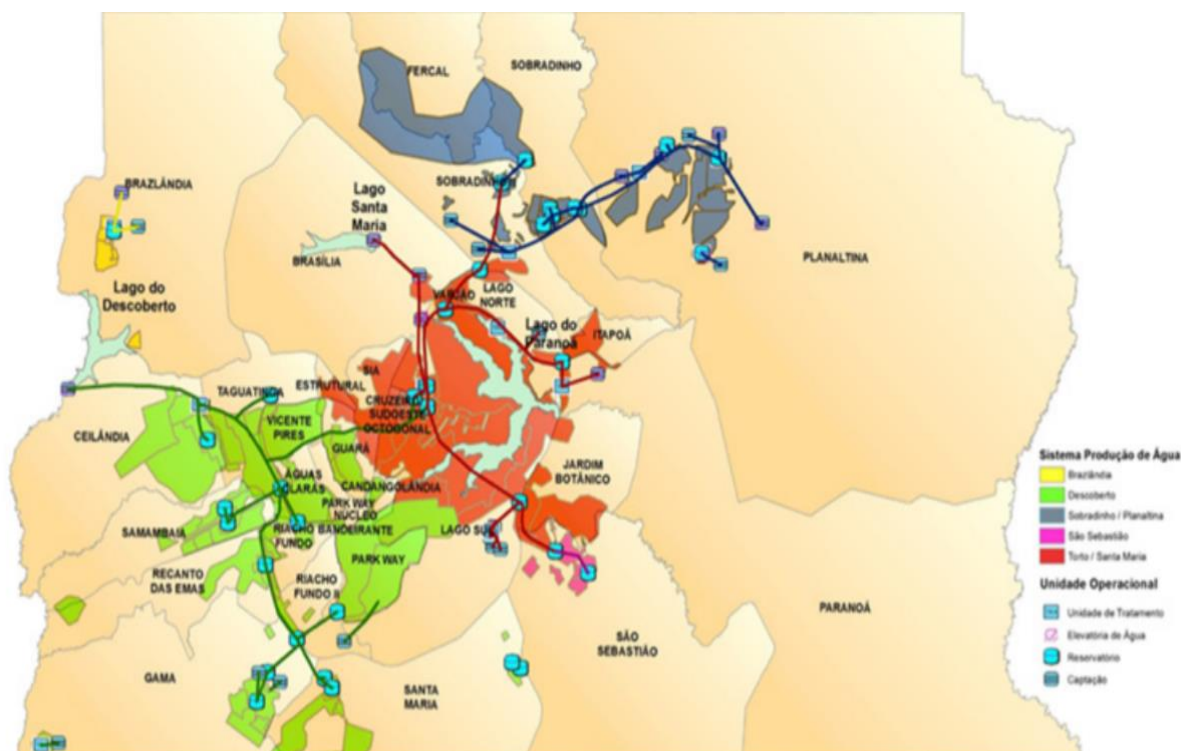 FERCAL
SOBRADINHO
BRAZLÂNDIA
Lago
Santa
Maria
SOBRADINHO II
BRASÍLIA
PLANALTINA
Lago do
Descoberto
VARJÃO
LAGO
NORTE
Lago do
Paranoá
ITAPOÃ
SIA
ESTRUTURAL
TAGUATINGA
CRUZEIRO
SUDOESTE
OCTOGONAL
CEILÂNDIA
VICENTE
PIRES
GUARÁ
JARDIM
BOTÂNICO
ÁGUAS
CLARAS
CANDANGOLÂNDIA
PARK WAY
NÚCLEO
BANDEIRANTE
SAMAMBAIA
RIACHO
FUNDO
LAGO SUL
PARK WAY
RECANTO
DAS EMAS
RIACHO
FUNDO II
PARANOÁ
SÃO
SEBASTIÃO
GAMA
SANTA
MARIA
Sistema Produção de Água
Brazlândia
Descoberto
Sobradinho / Planaltina
São Sebastião
Torto / Santa Maria
Unidade Operacional
Unidade de Tratamento
Elevatória de Água
Reservatório
Captação